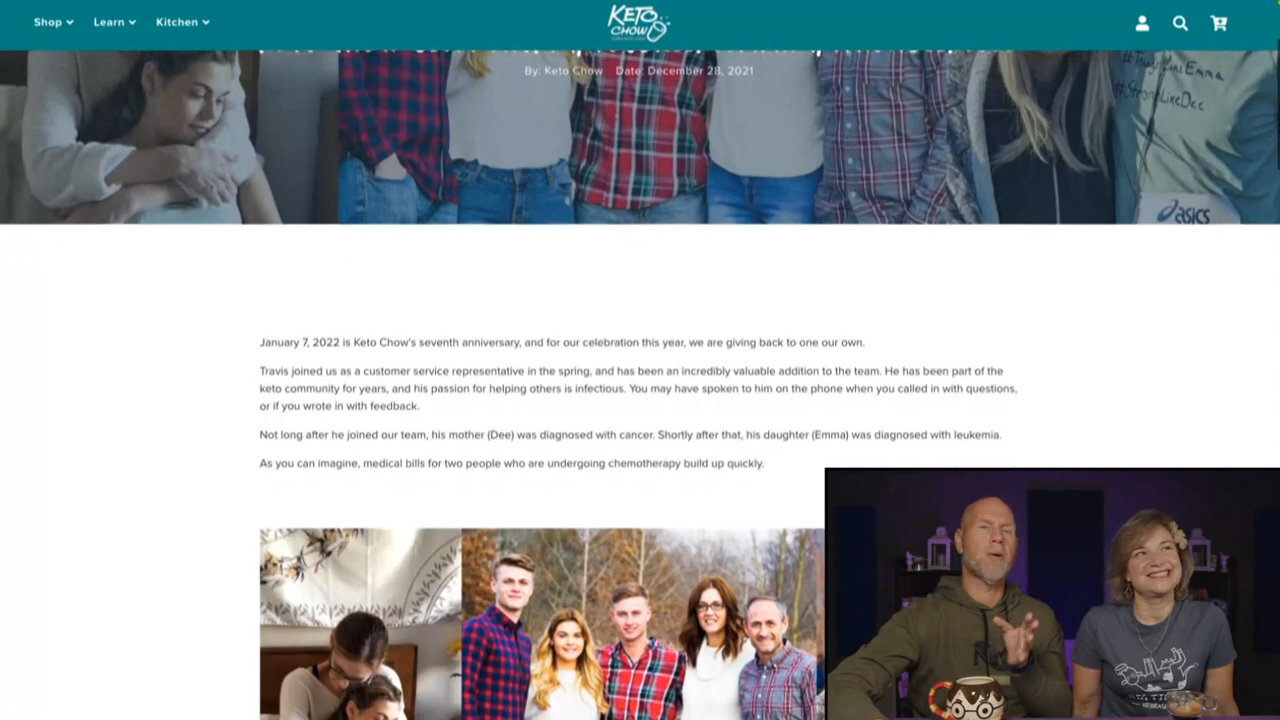 Shop
Learn
Kitchen
KETO
CHOW
By: Keto Chow Date: December 28, 2021
Emma
#StrongLikeDec
asics
January 7, 2022 is Keto Chow's seventh anniversary, and for our celebration this year, we are giving back to one our own.
Travis joined us as a customer service representative in the spring, and has been an incredibly valuable addition to the team. He has been part of the
keto community for years, and his passion for helping others is infectious. You may have spoken to him on the phone when you called in with questions,
or if you wrote in with feedback.
Not long after he joined our team, his mother (Dee) was diagnosed with cancer. Shortly after that, his daughter (Emma) was diagnosed with leukemia.
As you can imagine, medical bills for two people who are undergoing chemotherapy build up quickly.